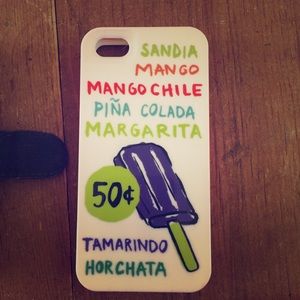 SANDIA
MANGO
MANGO CHILE
PIÑA COLADA
MARGARITA
50¢
TAMARINDO
HORCHATA